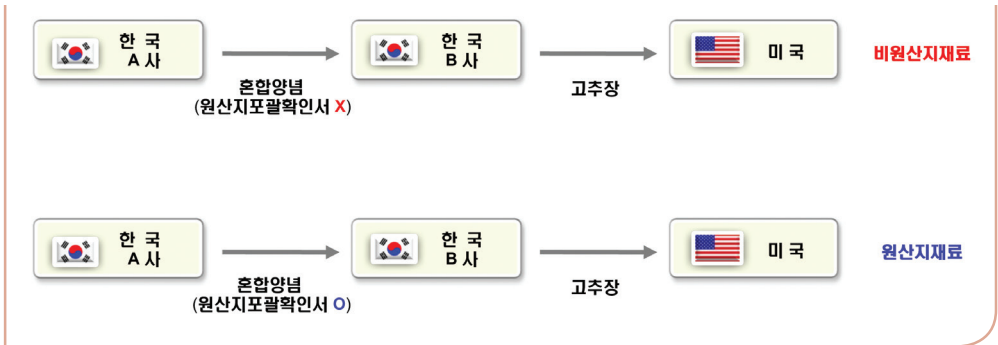 한 국
A 사
한 국
B 사
미 국
비원산지재료
혼합양념
(원산지포괄확인서 X)
고추장
한 국
A 사
한 국
B 사
미 국
원산지재료
혼합양념
(원산지포괄확인서 O)
고추장